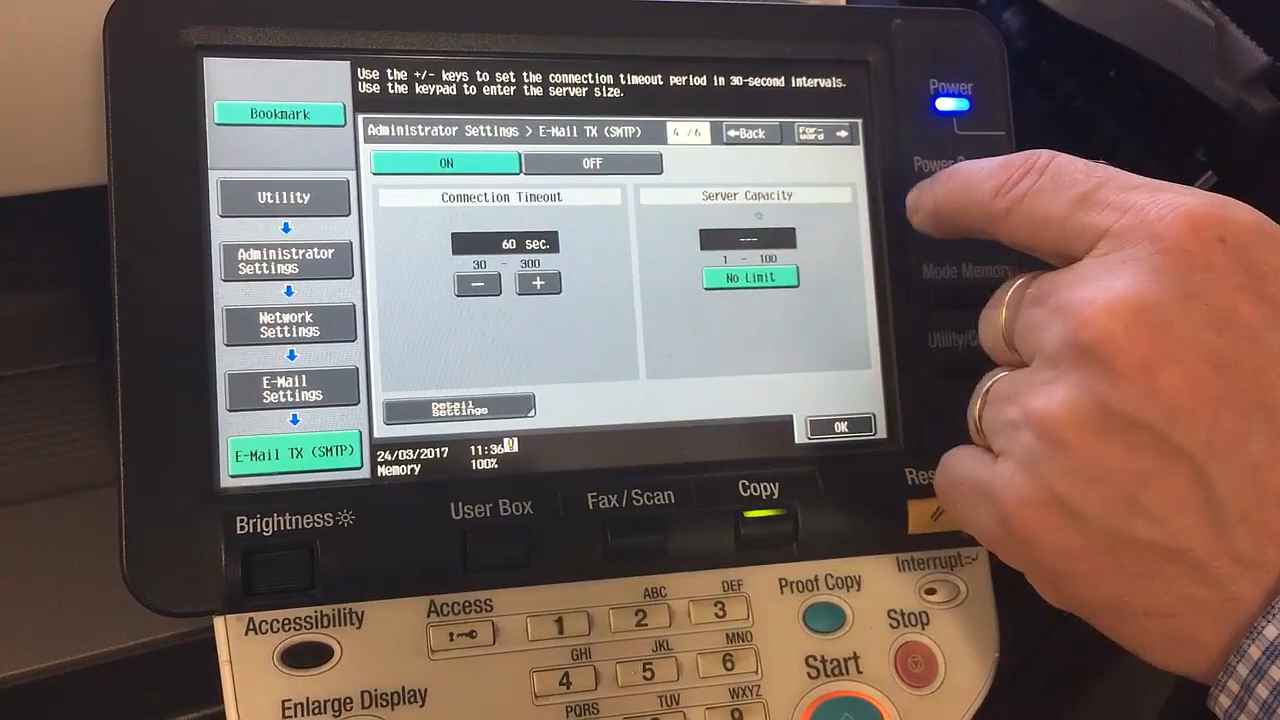 Use the +/- keys to set the connection timeout period in 30-second intervals.
Use the keypad to enter the server size.
Bookmark
Administrator Settings > E-Mail TX (SMTP)
4 /6
←Back
For-
ward →
ON
OFF
Utility
Administrator
Settings
Network
Settings
E-Mail
Settings
E-Mail TX (SMTP)
Connection Timeout
60 sec.
30 - 300
−
+
Server Capacity
---
1 - 100
No Limit
Detail
Settings
OK
24/03/2017 11:36
Memory 100%
Power
Power
Mode Memory
Utility/C
Res
Brightness
User Box
Fax/Scan
Copy
Interrupt
Accessibility
Access
Proof Copy
Stop
Start
Enlarge Display
1
ABC
2
DEF
3
GHI
4
JKL
5
MNO
6
PQRS
TUV
WXYZ
9